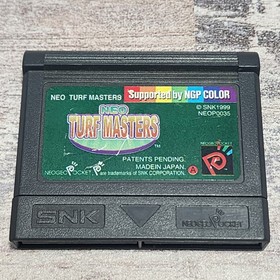 NEO TURF MASTERS
Supported by NGP COLOR
© SNK1999
NEOP0035
NEO
TURF MASTERS
TM
PATENTS PENDING.
MADE IN JAPAN.
NEOGEO POCKET are trademarks of SNK CORPORATION.
A
SNK
NEOGEO POCKET